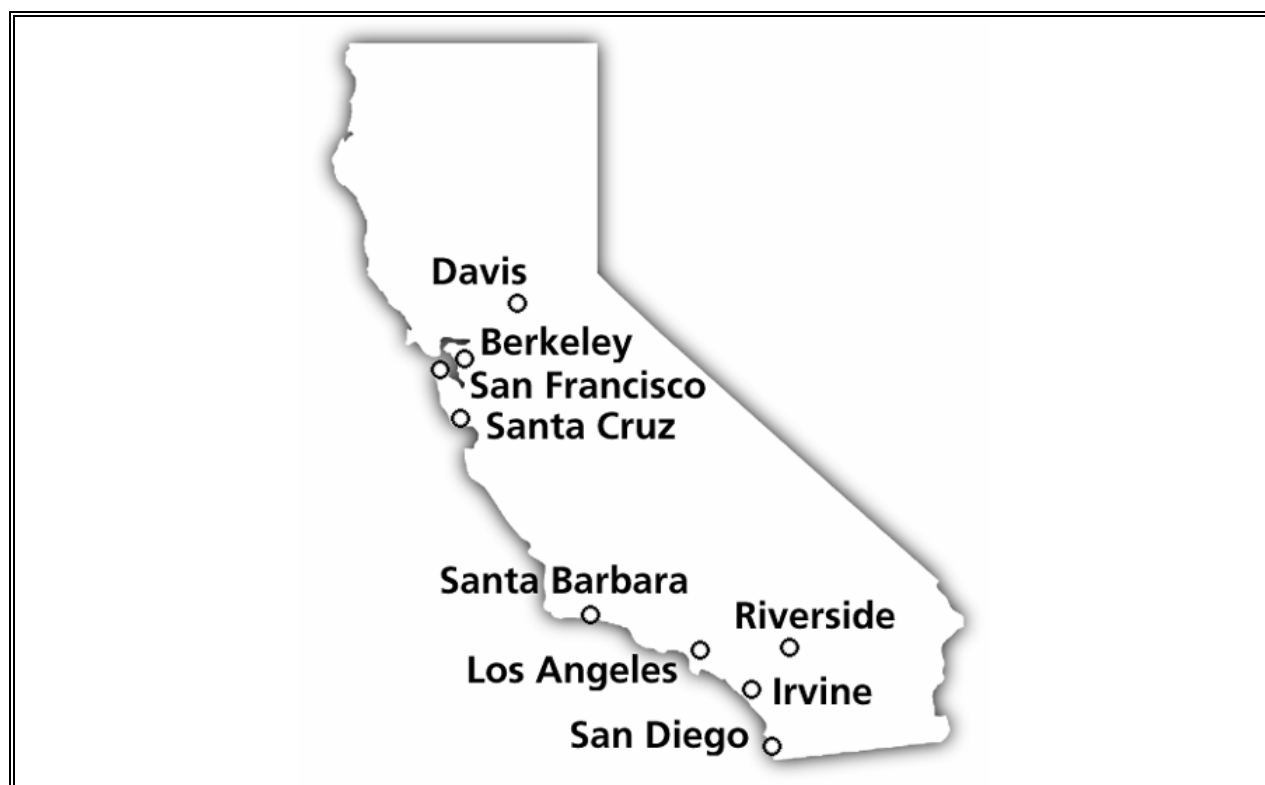 Davis
Berkeley
San Francisco
Santa Cruz
Santa Barbara
Riverside
Los Angeles
Irvine
San Diego